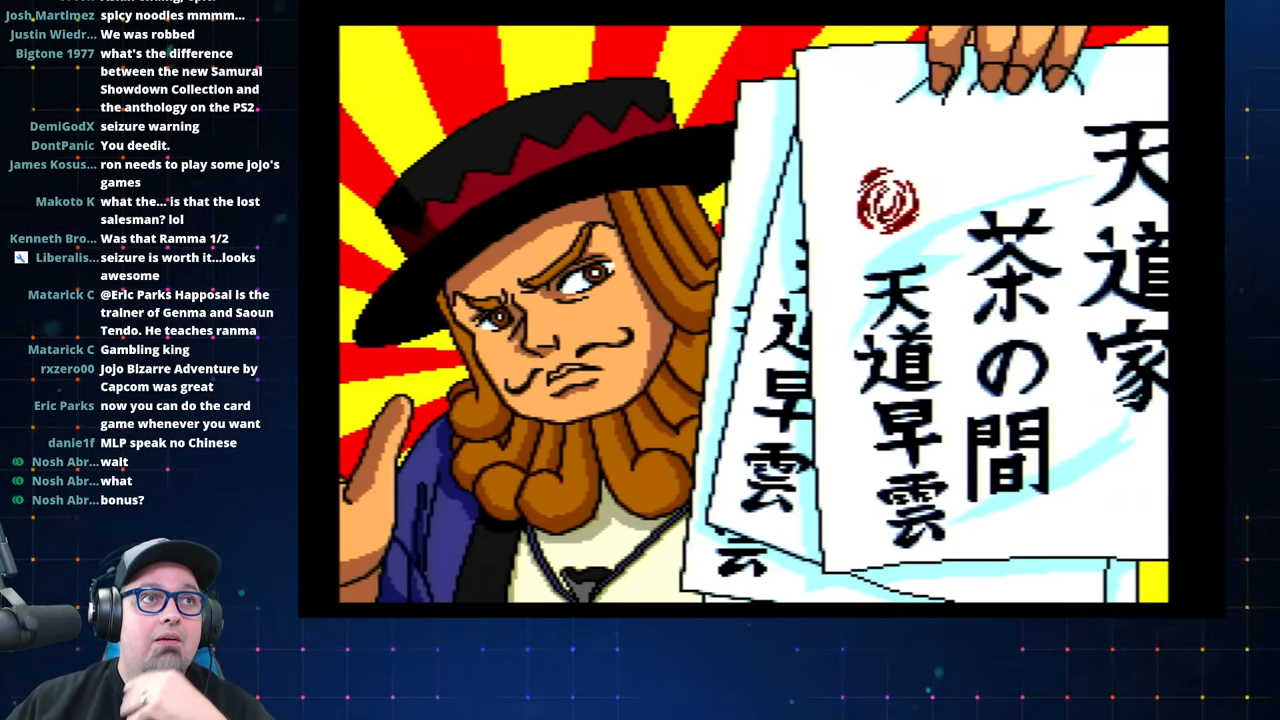 Josh Martimez spicy noodles mmmm...
Justin Wiedr... We was robbed
Bigtone 1977 what's the difference
between the new Samurai
Showdown Collection and
the anthology on the PS2
DemiGodX seizure warning
DontPanic You deedit.
James Kosus... ron needs to play some jojo's
games
Makoto K what the... is that the lost
salesman? lol
Kenneth Bro... Was that Ramma 1/2
Liberalis... seizure is worth it...looks
awesome
Matarick C @Eric Parks Happosal is the
trainer of Genma and Saoun
Tendo. He teaches ranma
Matarick C Gambling king
rxzero00 Jojo Bizarre Adventure by
Capcom was great
Eric Parks now you can do the card
game whenever you want
danie1f MLP speak no Chinese
Nosh Abr... wait
Nosh Abr... what
Nosh Abr... bonus?
天道家
茶の間
天道早雲
道早雲
雲